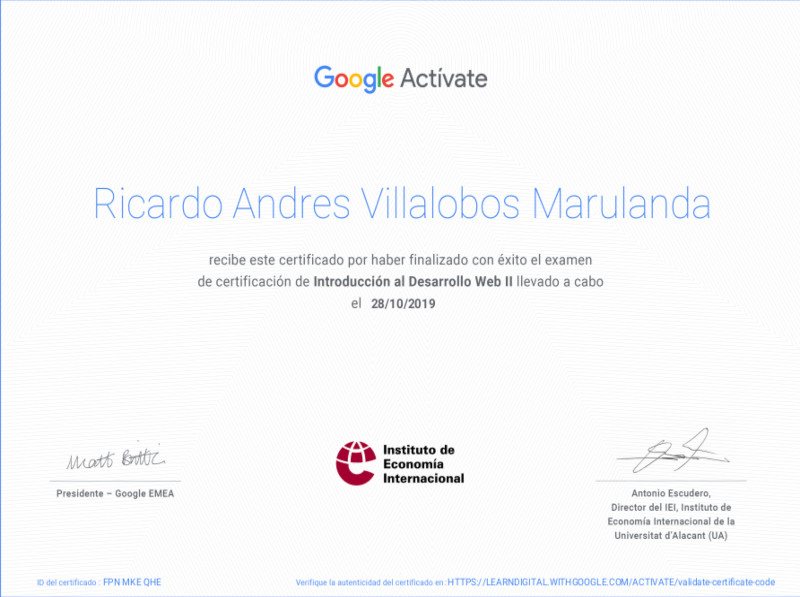 Google Actívate
Ricardo Andres Villalobos Marulanda
recibe este certificado por haber finalizado con éxito el examen
de certificación de Introducción al Desarrollo Web II llevado a cabo
el 28/10/2019
Matt
Presidente – Google EMEA
Instituto de
Economía
Internacional
Antonio Escudero,
Director del IEI, Instituto de
Economía Internacional de la
Universitat d'Alacant (UA)
ID del certificado : FPN MKE QHE
Verifique la autenticidad del certificado en: HTTPS://LEARNDIGITAL.WITHGOOGLE.COM/ACTIVATE/validate-certificate-code